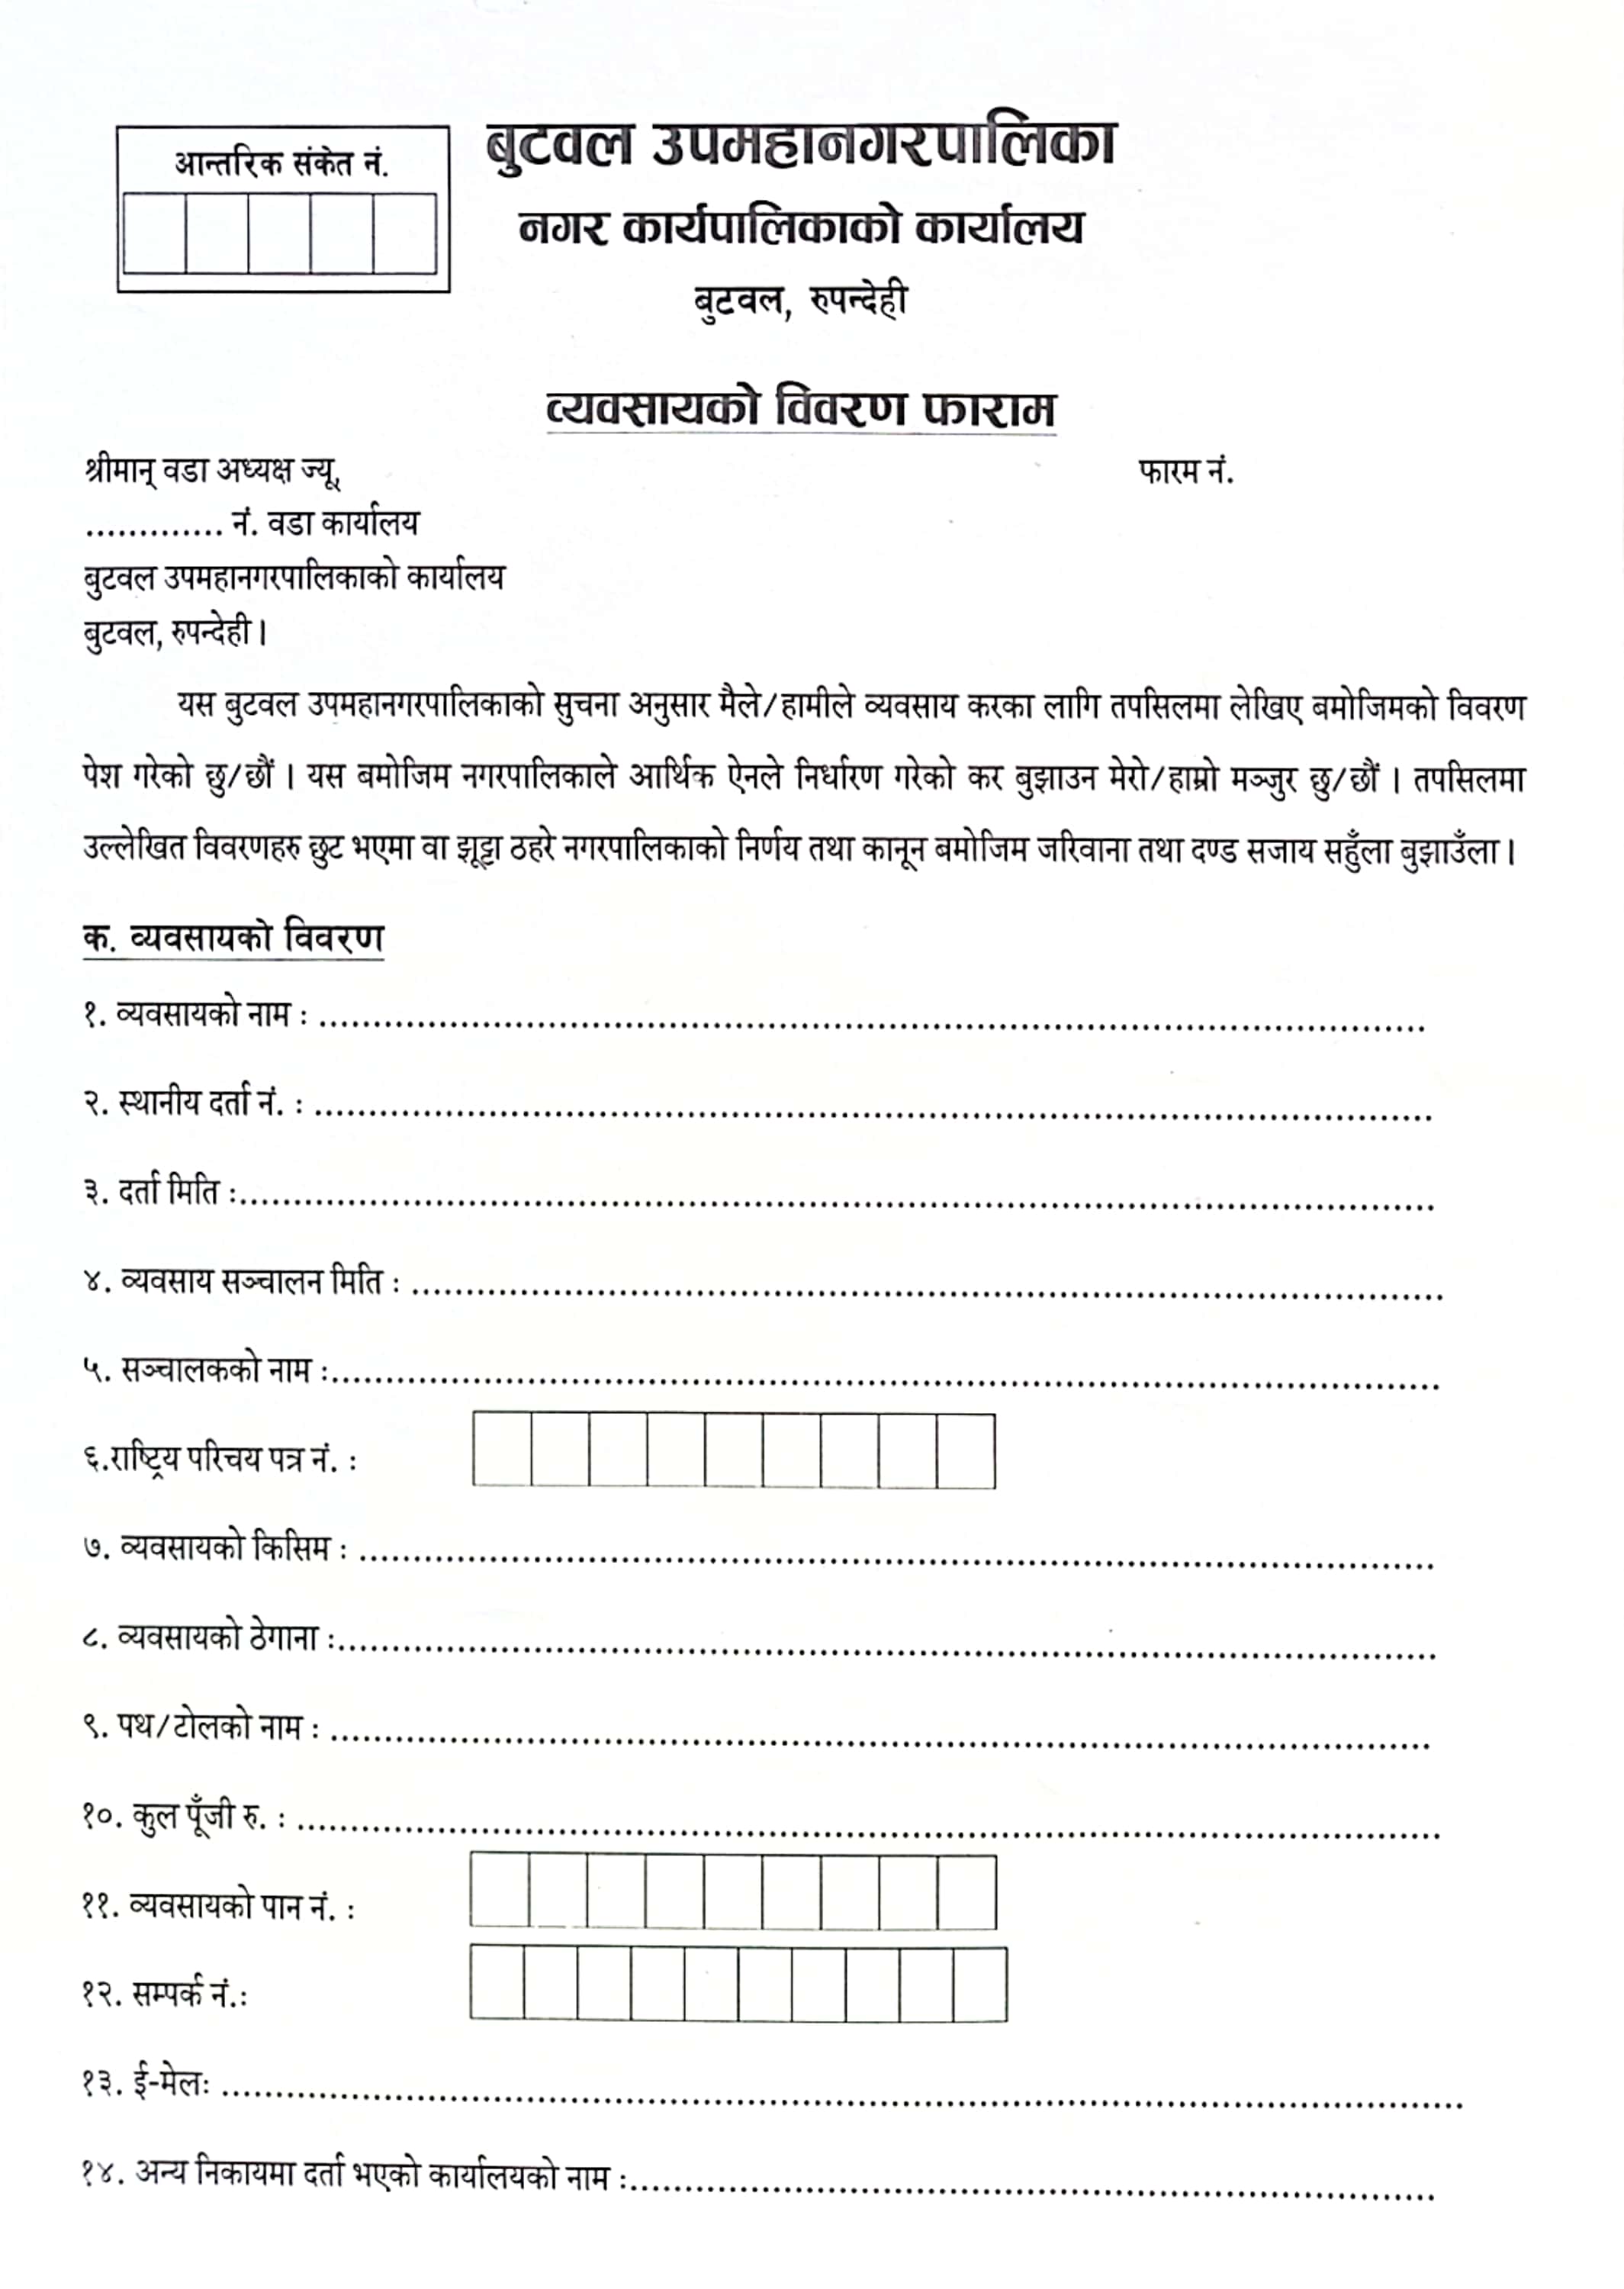 आन्तरिक संकेत नं.
बुटवल उपमहानगरपालिका
नगर कार्यपालिकाको कार्यालय
बुटवल, रुपन्देही
व्यवसायको विवरण फाराम
श्रीमान् वडा अध्यक्ष ज्यू,
फारम नं.
............. नं. वडा कार्यालय
बुटवल उपमहानगरपालिकाको कार्यालय
बुटवल, रुपन्देही।
यस बुटवल उपमहानगरपालिकाको सुचना अनुसार मैले/हामीले व्यवसाय करका लागि तपसिलमा लेखिए बमोजिमको विवरण
पेश गरेको छु/छौं । यस बमोजिम नगरपालिकाले आर्थिक ऐनले निर्धारण गरेको कर बुझाउन मेरो/हाम्रो मञ्जुर छु/छौं । तपसिलमा
उल्लेखित विवरणहरु छुट भएमा वा झूठ्ठा ठहरे नगरपालिकाको निर्णय तथा कानून बमोजिम जरिवाना तथा दण्ड सजाय सहुँला बुझाउँला।
क. व्यवसायको विवरण
१. व्यवसायको नाम : ........................................
२. स्थानीय दर्ता नं. : ........................................
३. दर्ता मिति :........................................
४. व्यवसाय सञ्चालन मिति : ........................................
५. सञ्चालकको नाम :........................................
६.राष्ट्रिय परिचय पत्र नं. :
७. व्यवसायको किसिम : ........................................
८. व्यवसायको ठेगाना :........................................
९. पथ/टोलको नाम : ........................................
१०. कुल पूँजी रु. : ........................................
११. व्यवसायको पान नं. :
१२. सम्पर्क नं.:
१३. ई-मेलः ........................................
१४. अन्य निकायमा दर्ता भएको कार्यालयको नाम :........................................